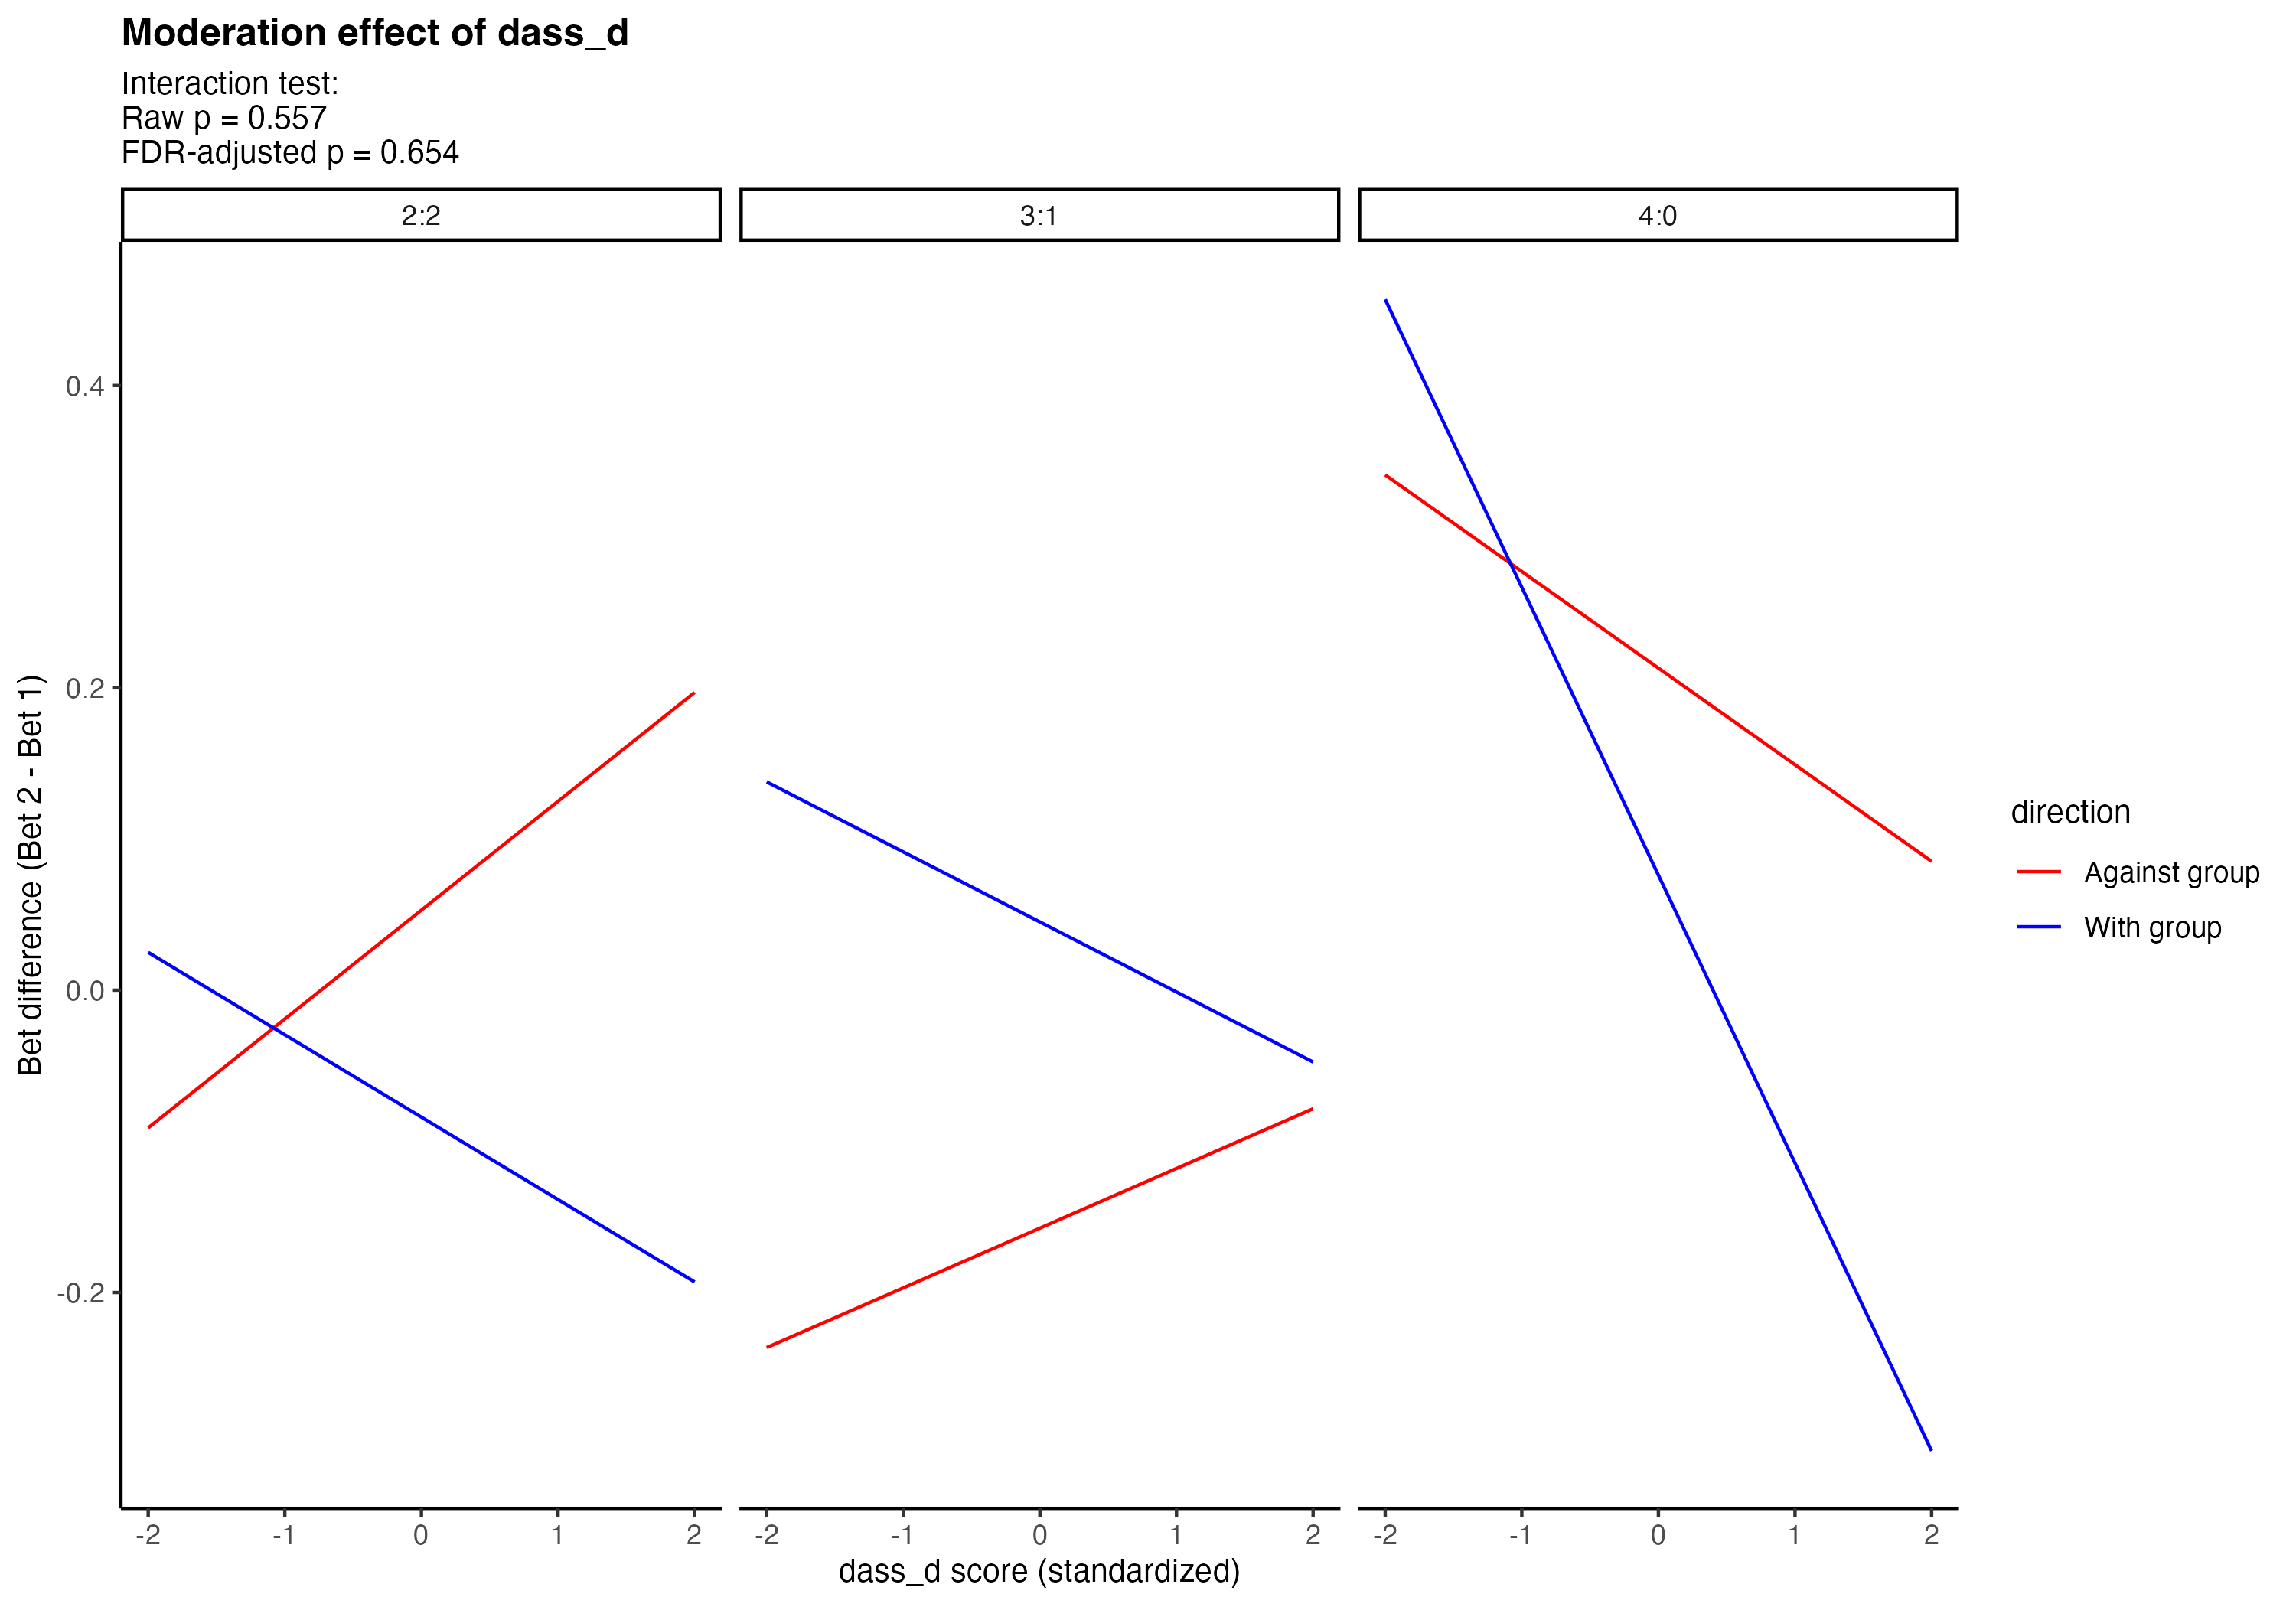 Moderation effect of dass_d
Interaction test:
Raw p = 0.557
FDR-adjusted p = 0.654
2:2
3:1
4:0
0.4
0.2
0.0
-0.2
Bet difference (Bet 2 - Bet 1)
-2 -1 0 1 2
-2 -1 0 1 2
-2 -1 0 1 2
dass_d score (standardized)
direction
Against group
With group